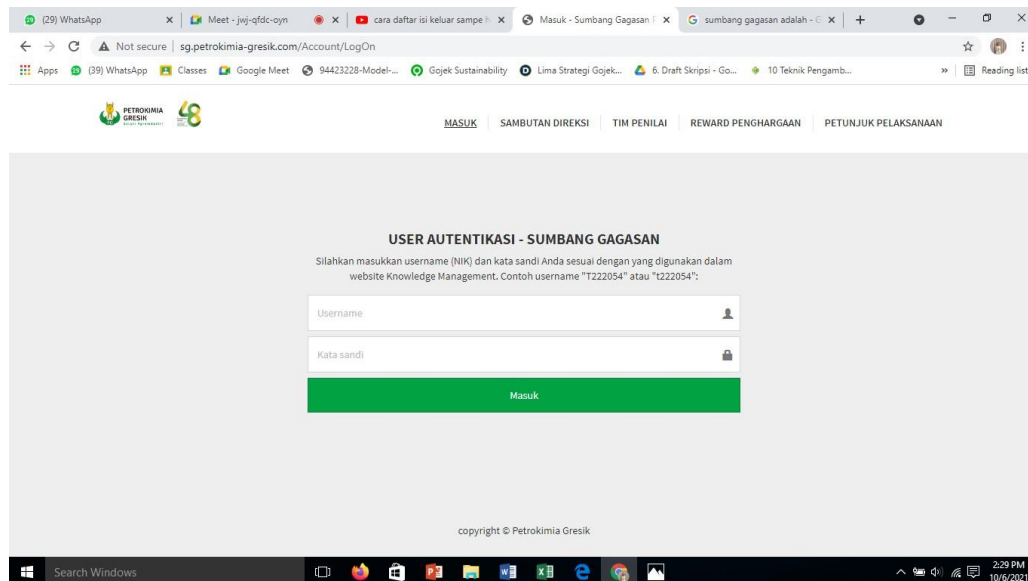 (29) WhatsApp
Meet - jwj-qfdc-oyn
cara daftar isi keluar sampe h
Masuk - Sumbang Gagasan
sumbang gagasan adalah - G
Not secure | sg.petrokimia-gresik.com/Account/LogOn
Apps
(39) WhatsApp
Classes
Google Meet
94423228-Model-...
Gojek Sustainability
Lima Strategi Gojek...
6. Draft Skripsi - Go...
10 Teknik Pengamb...
»
Reading list
PETROKIMIA
GRESIK
MASUK
SAMBUTAN DIREKSI
TIM PENILAI
REWARD PENGHARGAAN
PETUNJUK PELAKSANAAN
USER AUTENTIKASI - SUMBANG GAGASAN
Silahkan masukkan username (NIK) dan kata sandi Anda sesuai dengan yang digunakan dalam
website Knowledge Management. Contoh username "T222054" atau "t222054":
Username
Kata sandi
Masuk
copyright © Petrokimia Gresik
Search Windows
2:29 PM
10/6/2021